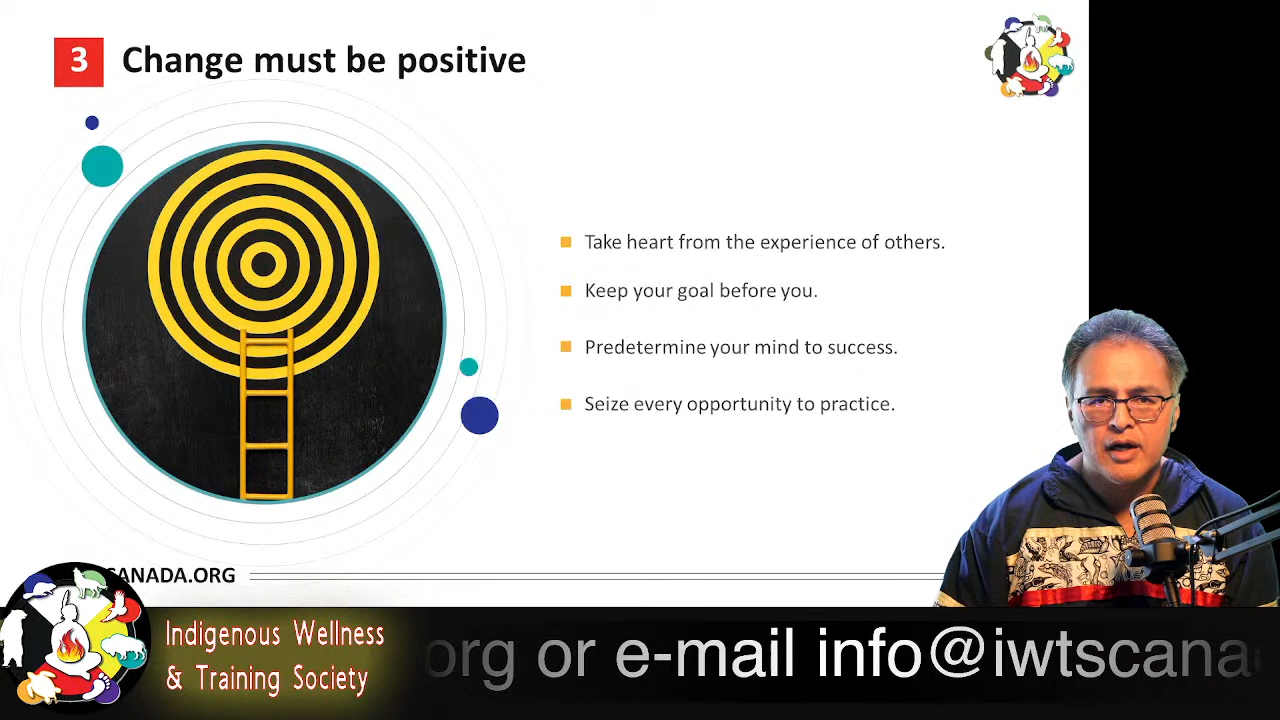 3 Change must be positive
Take heart from the experience of others.
Keep your goal before you.
Predetermine your mind to success.
Seize every opportunity to practice.
CANADA.ORG
Indigenous Wellness
& Training Society
org or e-mail info@iwtscana